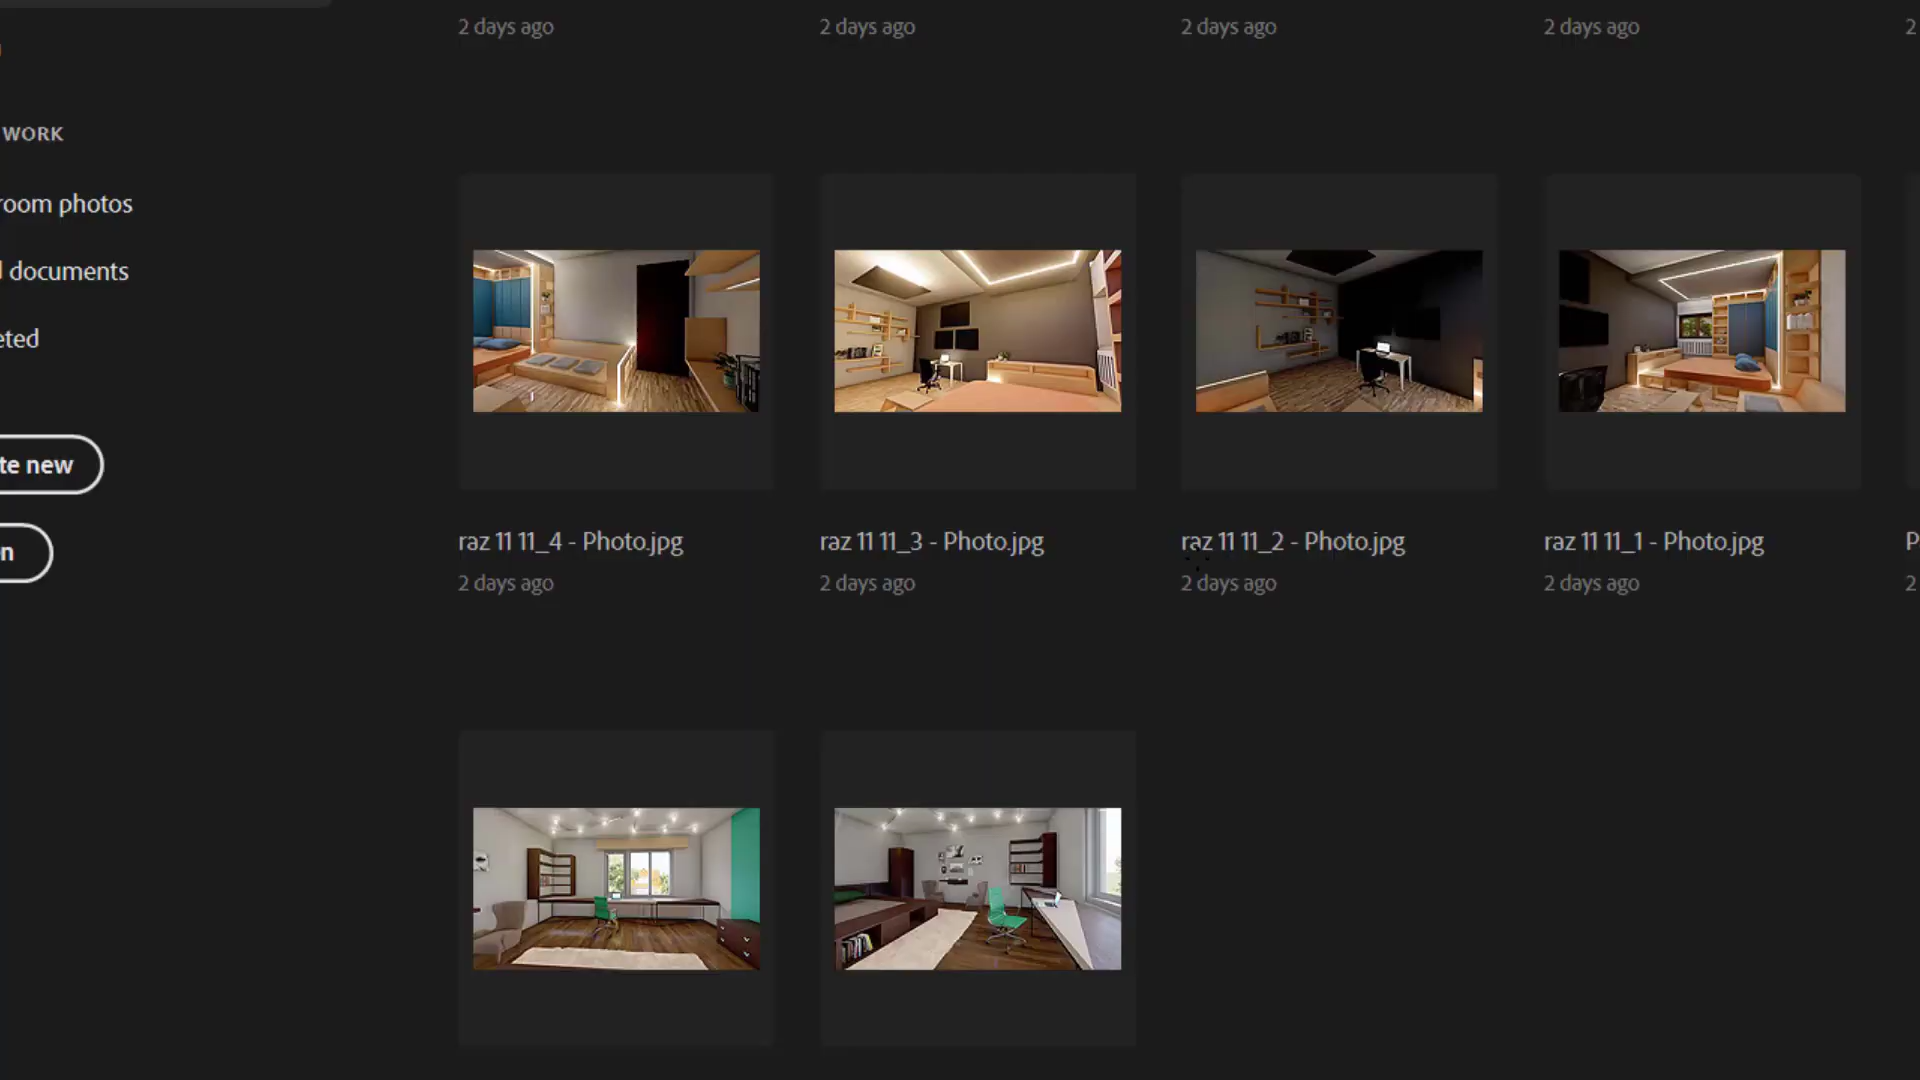 2 days ago
2 days ago
2 days ago
2 days ago
2
WORK
room photos
documents
eted
te new
n
raz 11 11_4 - Photo.jpg
raz 11 11_3 - Photo.jpg
raz 11 11_2 - Photo.jpg
raz 11 11_1 - Photo.jpg
P
2 days ago
2 days ago
2 days ago
2 days ago
2